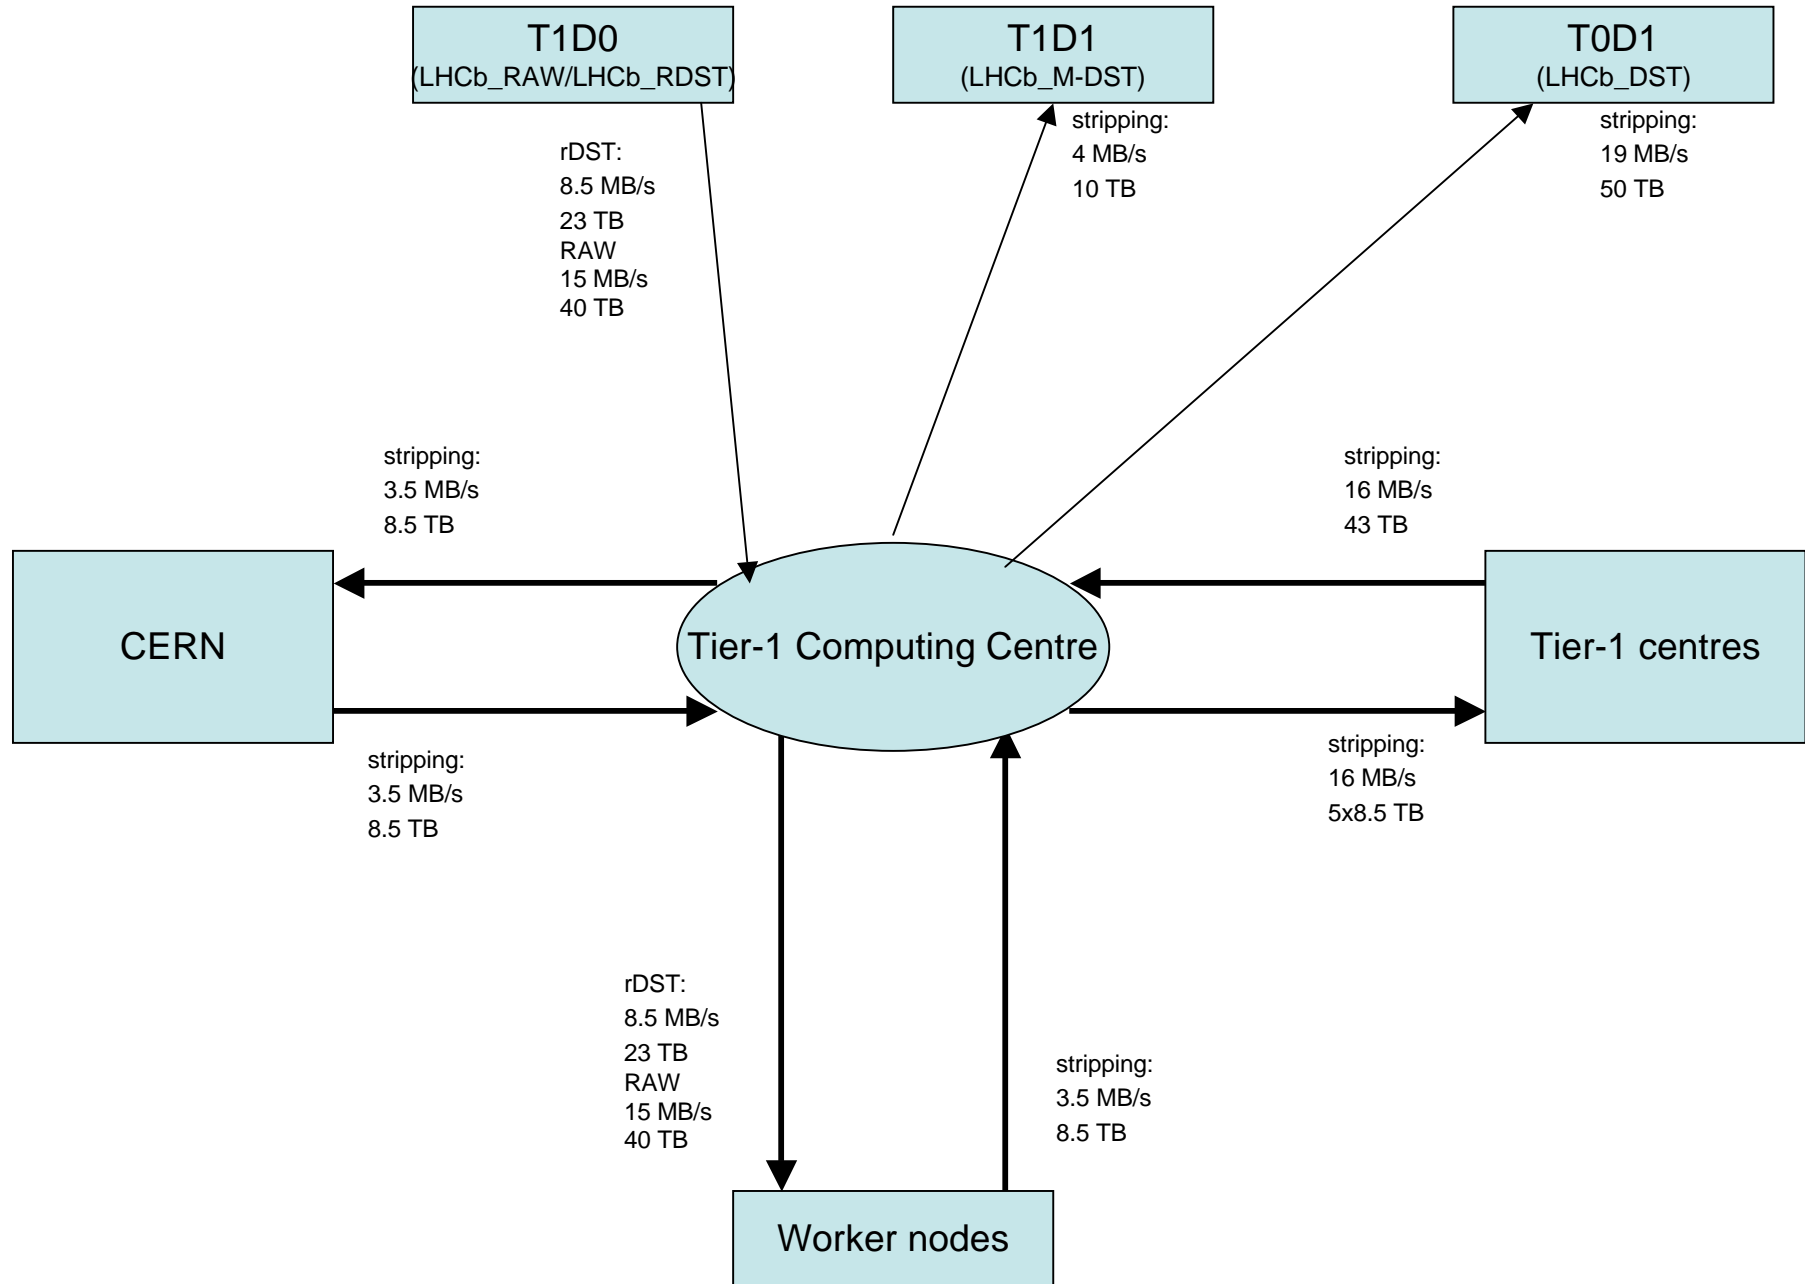 T1D0
(LHCb_RAW/LHCb_RDST)
T1D1
(LHCb_M-DST)
T0D1
(LHCb_DST)
rDST:
8.5 MB/s
23 TB
RAW
15 MB/s
40 TB
stripping:
4 MB/s
10 TB
stripping:
19 MB/s
50 TB
stripping:
3.5 MB/s
8.5 TB
stripping:
16 MB/s
43 TB
CERN
Tier-1 Computing Centre
Tier-1 centres
stripping:
3.5 MB/s
8.5 TB
stripping:
16 MB/s
5x8.5 TB
rDST:
8.5 MB/s
23 TB
RAW
15 MB/s
40 TB
stripping:
3.5 MB/s
8.5 TB
Worker nodes